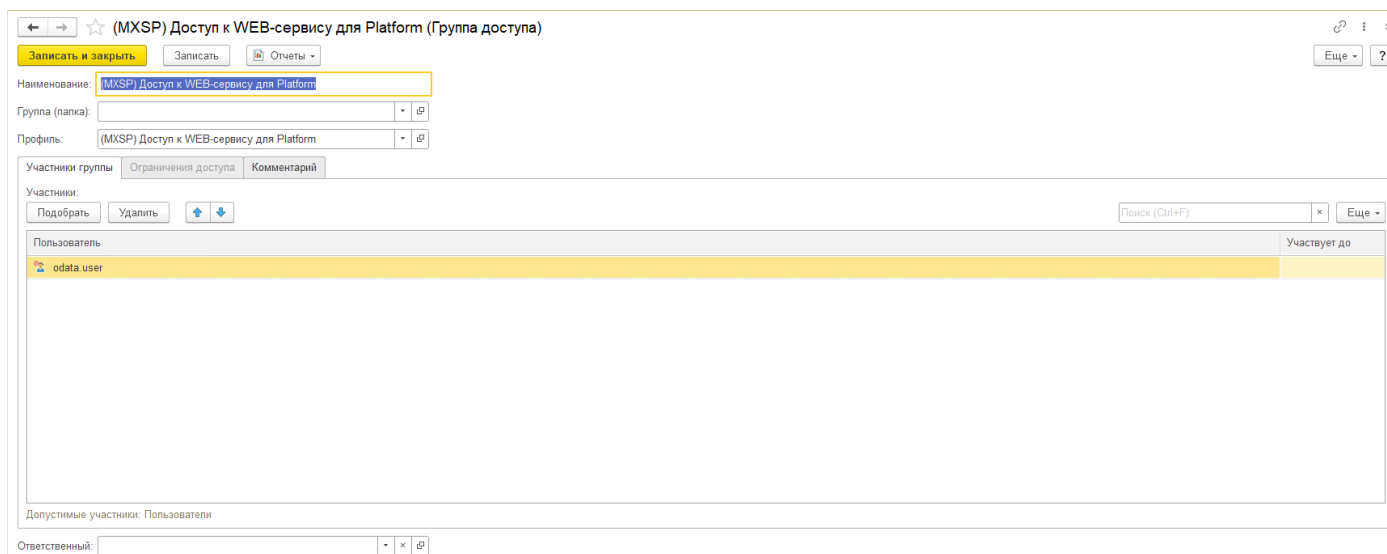 (MXSP) Доступ к WEB-сервису для Platform (Группа доступа)
Записать и закрыть Записать Отчеты Еще ?
Наименование: (MXSP) Доступ к WEB-сервису для Platform
Группа (папка):
Профиль: (MXSP) Доступ к WEB-сервису для Platform
Участники группы Ограничения доступа Комментарий
Участники:
Подобрать Удалить Поиск (Ctrl+F) × Еще
Пользователь Участвует до
odata.user
Допустимые участники: Пользователи
Ответственный: ×